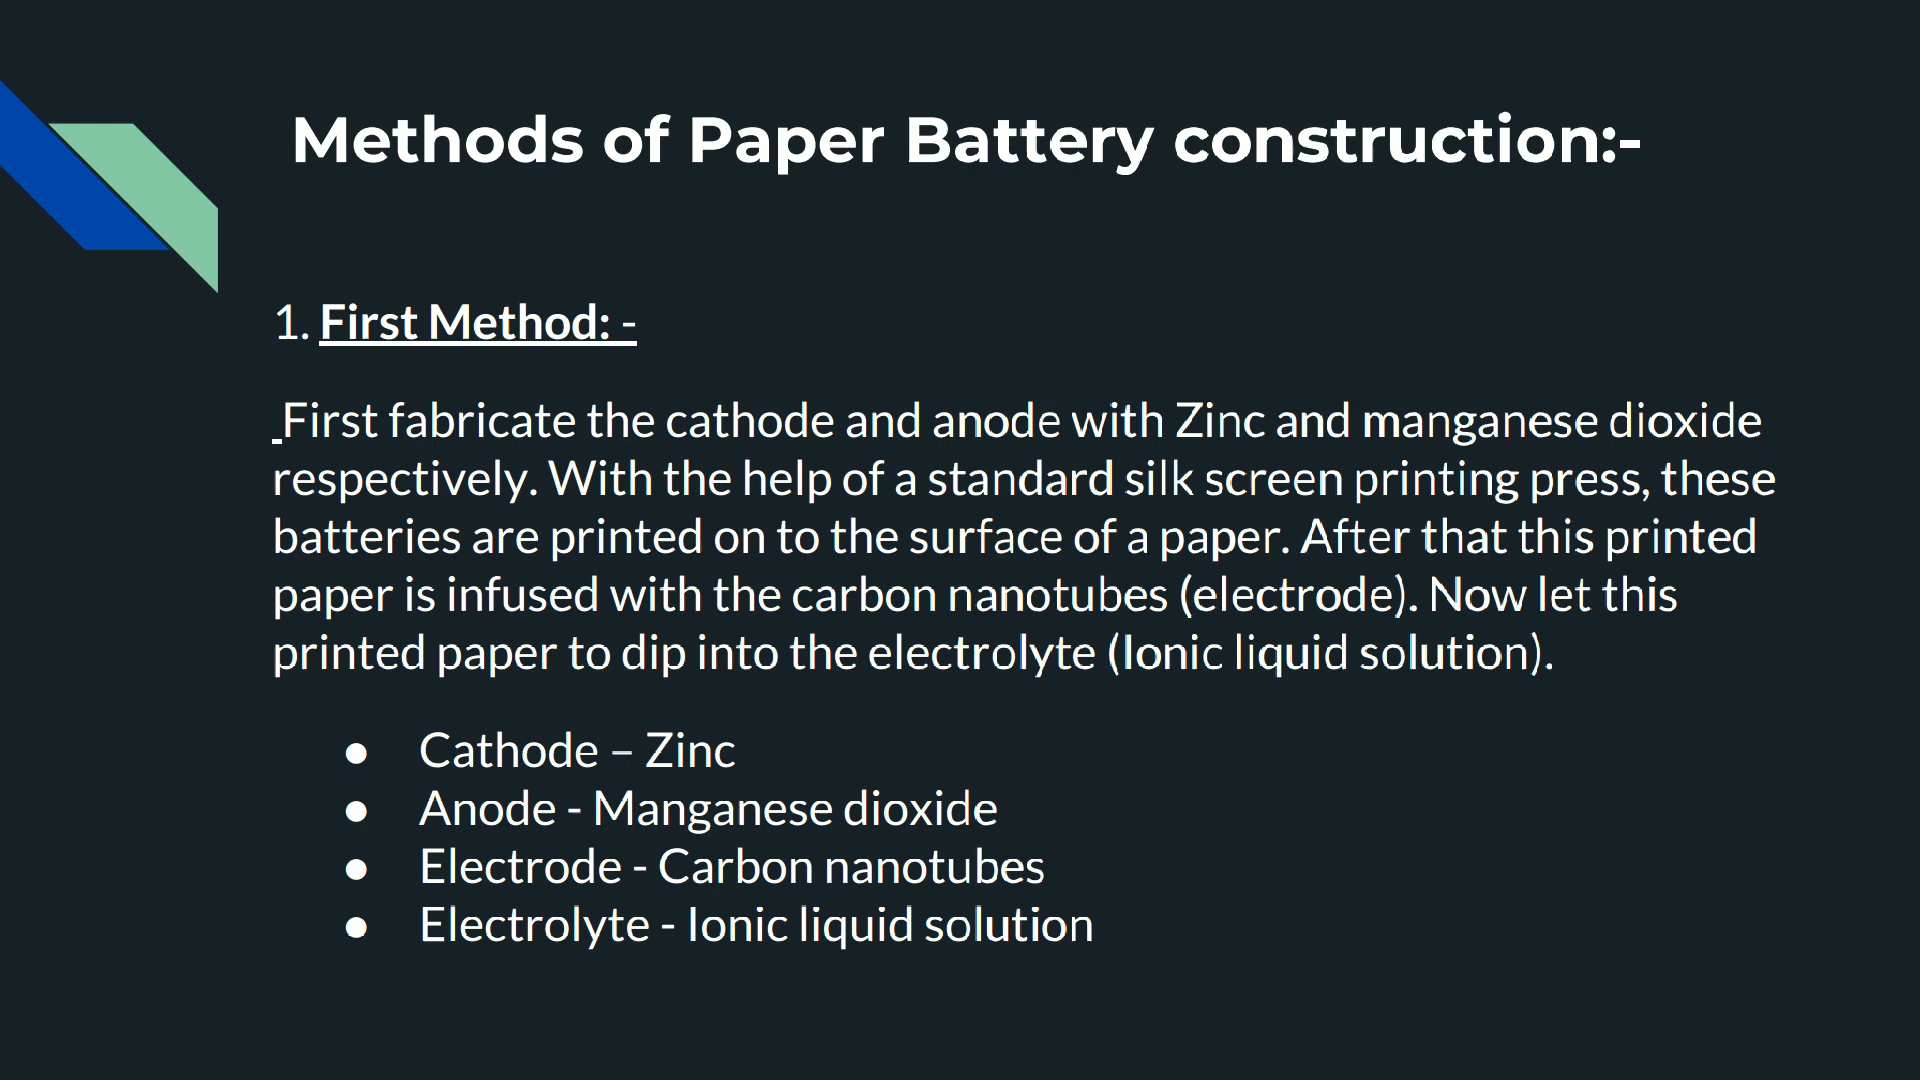 Methods of Paper Battery construction:-
1. First Method: -
First fabricate the cathode and anode with Zinc and manganese dioxide
respectively. With the help of a standard silk screen printing press, these
batteries are printed on to the surface of a paper. After that this printed
paper is infused with the carbon nanotubes (electrode). Now let this
printed paper to dip into the electrolyte (Ionic liquid solution).
● Cathode – Zinc
● Anode - Manganese dioxide
● Electrode - Carbon nanotubes
● Electrolyte - Ionic liquid solution